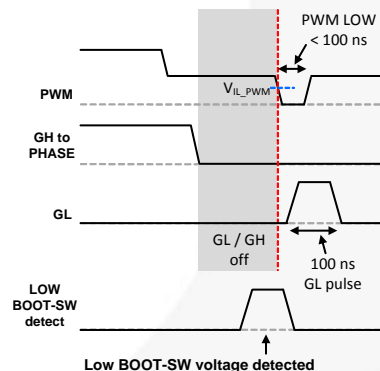 PWM LOW
< 100 ns
V_IL_PWM
PWM
GH to
PHASE
GL
GL / GH
off
100 ns
GL pulse
LOW
BOOT-SW
detect
Low BOOT-SW voltage detected